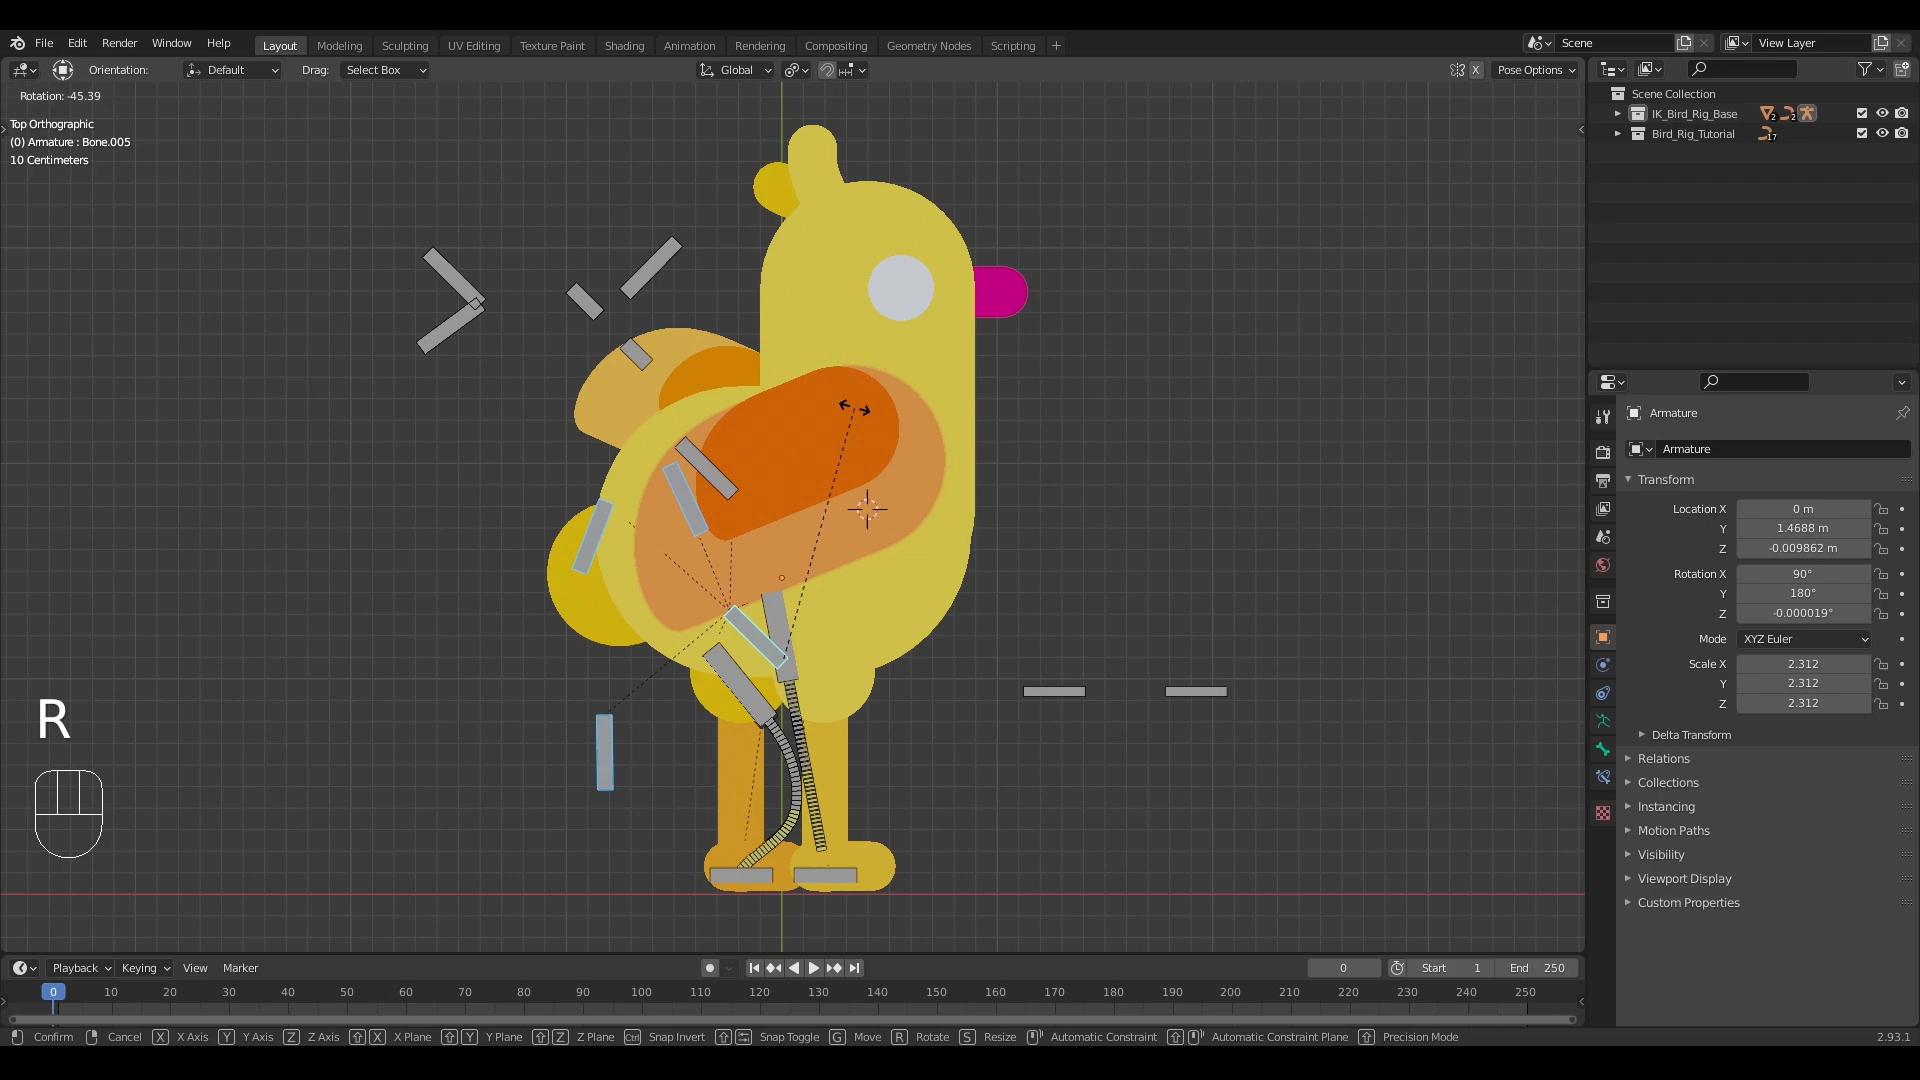 File Edit Render Window Help Layout Modeling Sculpting UV Editing Texture Paint Shading Animation Rendering Compositing Geometry Nodes Scripting + Scene View Layer
Orientation: Default Drag: Select Box Global X Pose Options
Rotation: -45.39
Top Orthographic
(0) Armature : Bone.005
10 Centimeters
R
Scene Collection
IK_Bird_Rig_Base 2 2
Bird_Rig_Tutorial 17
Armature
Armature
Transform
Location X 0 m
Y 1.4688 m
Z -0.009862 m
Rotation X 90°
Y 180°
Z -0.000019°
Mode XYZ Euler
Scale X 2.312
Y 2.312
Z 2.312
Delta Transform
Relations
Collections
Instancing
Motion Paths
Visibility
Viewport Display
Custom Properties
Playback Keying View Marker 0 Start 1 End 250
0 10 20 30 40 50 60 70 80 90 100 110 120 130 140 150 160 170 180 190 200 210 220 230 240 250
Confirm Cancel X X Axis Y Y Axis Z Z Axis X X Plane Y Y Plane Z Z Plane Ctrl Snap Invert Snap Toggle G Move R Rotate S Resize Automatic Constraint Automatic Constraint Plane Precision Mode 2.93.1